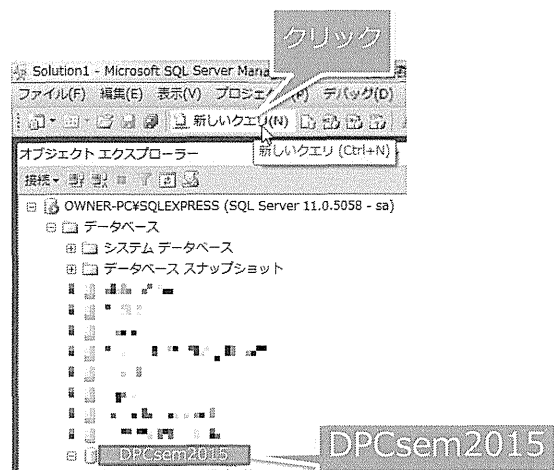 クリック
Solution1 - Microsoft SQL Server Mana
ファイル(F) 編集(E) 表示(V) プロジェクト(P) デバッグ(D)
新しいクエリ(N)
オブジェクト エクスプローラー
新しいクエリ (Ctrl+N)
接続
OWNER-PC¥SQLEXPRESS (SQL Server 11.0.5058 - sa)
データベース
システム データベース
データベース スナップショット
DPCsem2015
DPCsem2015